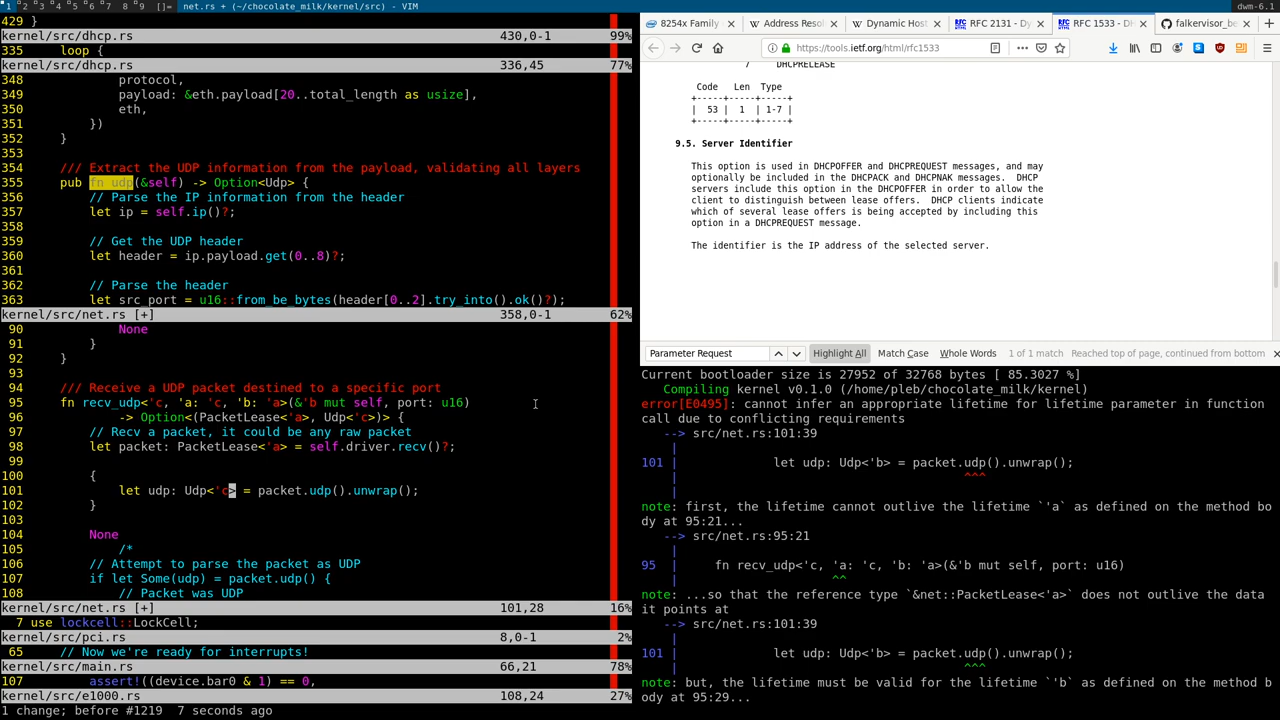 1 2 3 4 5 6 7 8 9 []= net.rs + (~/chocolate_milk/kernel/src) - VIM dwm-6.1
429 }
kernel/src/dhcp.rs 430,0-1 99%
335     loop {
kernel/src/dhcp.rs 336,45 77%
348             protocol,
349             payload: &eth.payload[20..total_length as usize],
350             eth,
351         })
352     }
353
354     /// Extract the UDP information from the payload, validating all layers
355     pub fn udp(&self) -> Option<Udp> {
356         // Parse the IP information from the header
357         let ip = self.ip()?;
358
359         // Get the UDP header
360         let header = ip.payload.get(0..8)?;
361
362         // Parse the header
363         let src_port = u16::from_be_bytes(header[0..2].try_into().ok()?);
kernel/src/net.rs [+] 358,0-1 62%
90             None
91         }
92     }
93
94     /// Receive a UDP packet destined to a specific port
95     fn recv_udp<'c, 'a: 'c, 'b: 'a>(&'b mut self, port: u16)
96             -> Option<(PacketLease<'a>, Udp<'c>)> {
97         // Recv a packet, it could be any raw packet
98         let packet: PacketLease<'a> = self.driver.recv()?;
99
100         {
101             let udp: Udp<'c> = packet.udp().unwrap();
102         }
103
104         None
105             /*
106         // Attempt to parse the packet as UDP
107         if let Some(udp) = packet.udp() {
108             // Packet was UDP
kernel/src/net.rs [+] 101,28 16%
7 use lockcell::LockCell;
kernel/src/pci.rs 8,0-1 2%
65     // Now we're ready for interrupts!
kernel/src/main.rs 66,21 78%
107         assert!((device.bar0 & 1) == 0,
kernel/src/e1000.rs 108,24 27%
1 change; before #1219  7 seconds ago
8254x Family Address Resol Dynamic Host RFC 2131 - Dy RFC 1533 - DH falkervisor_be
https://tools.ietf.org/html/rfc1533
7 DHCPRELEASE
Code Len Type
+-----+-----+-----+
| 53 | 1 | 1-7 |
+-----+-----+-----+
9.5. Server Identifier
This option is used in DHCPOFFER and DHCPREQUEST messages, and may
optionally be included in the DHCPACK and DHCPNAK messages. DHCP
servers include this option in the DHCPOFFER in order to allow the
client to distinguish between lease offers. DHCP clients indicate
which of several lease offers is being accepted by including this
option in a DHCPREQUEST message.
The identifier is the IP address of the selected server.
Parameter Request Highlight All Match Case Whole Words 1 of 1 match Reached top of page, continued from bottom
Current bootloader size is 27952 of 32768 bytes [ 85.3027 %]
Compiling kernel v0.1.0 (/home/pleb/chocolate_milk/kernel)
error[E0495]: cannot infer an appropriate lifetime for lifetime parameter in function
call due to conflicting requirements
--> src/net.rs:101:39
|
101 |             let udp: Udp<'b> = packet.udp().unwrap();
|                                       ^^^
|
note: first, the lifetime cannot outlive the lifetime `'a` as defined on the method bo
dy at 95:21...
--> src/net.rs:95:21
|
95 |     fn recv_udp<'c, 'a: 'c, 'b: 'a>(&'b mut self, port: u16)
|                     ^^
note: ...so that the reference type `&net::PacketLease<'a>` does not outlive the data
it points at
--> src/net.rs:101:39
|
101 |             let udp: Udp<'b> = packet.udp().unwrap();
|                                       ^^^
note: but, the lifetime must be valid for the lifetime `'b` as defined on the method b
ody at 95:29...